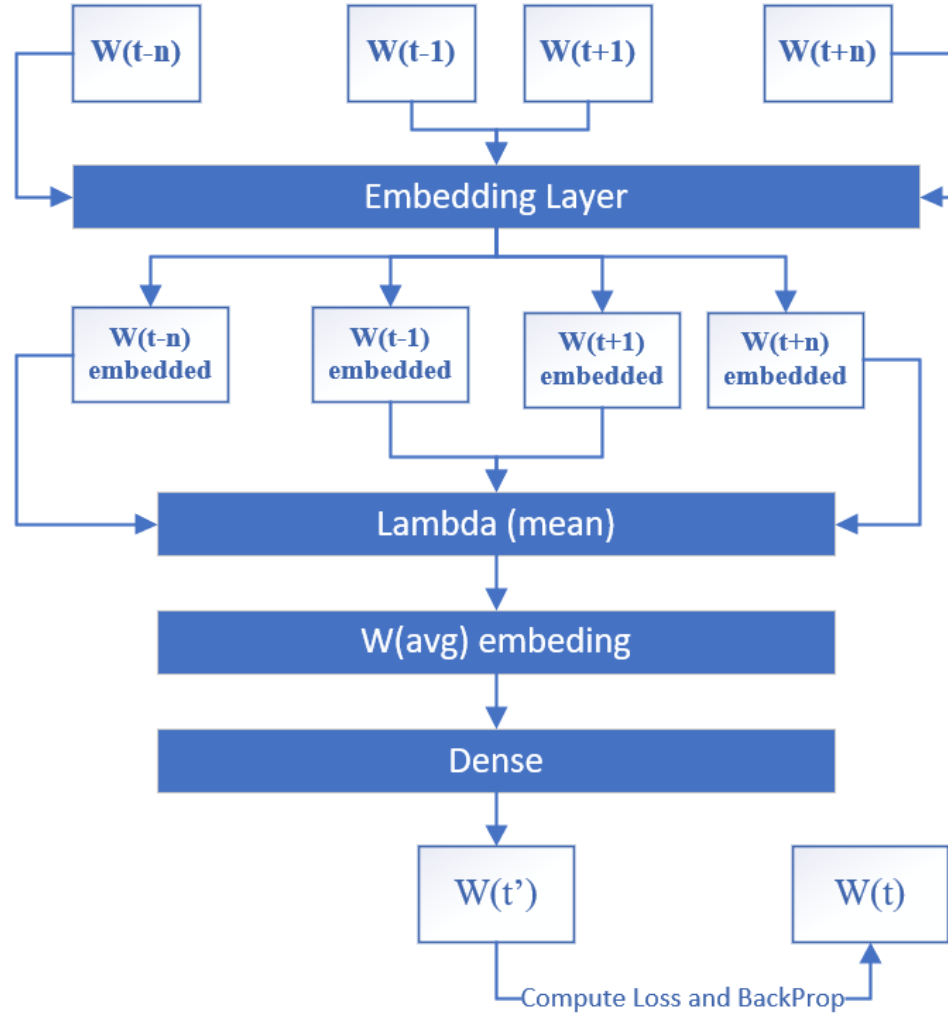 W(t-n)
W(t-1)
W(t+1)
W(t+n)
Embedding Layer
W(t-n)
embedded
W(t-1)
embedded
W(t+1)
embedded
W(t+n)
embedded
Lambda (mean)
W(avg) embeding
Dense
W(t’)
W(t)
Compute Loss and BackProp